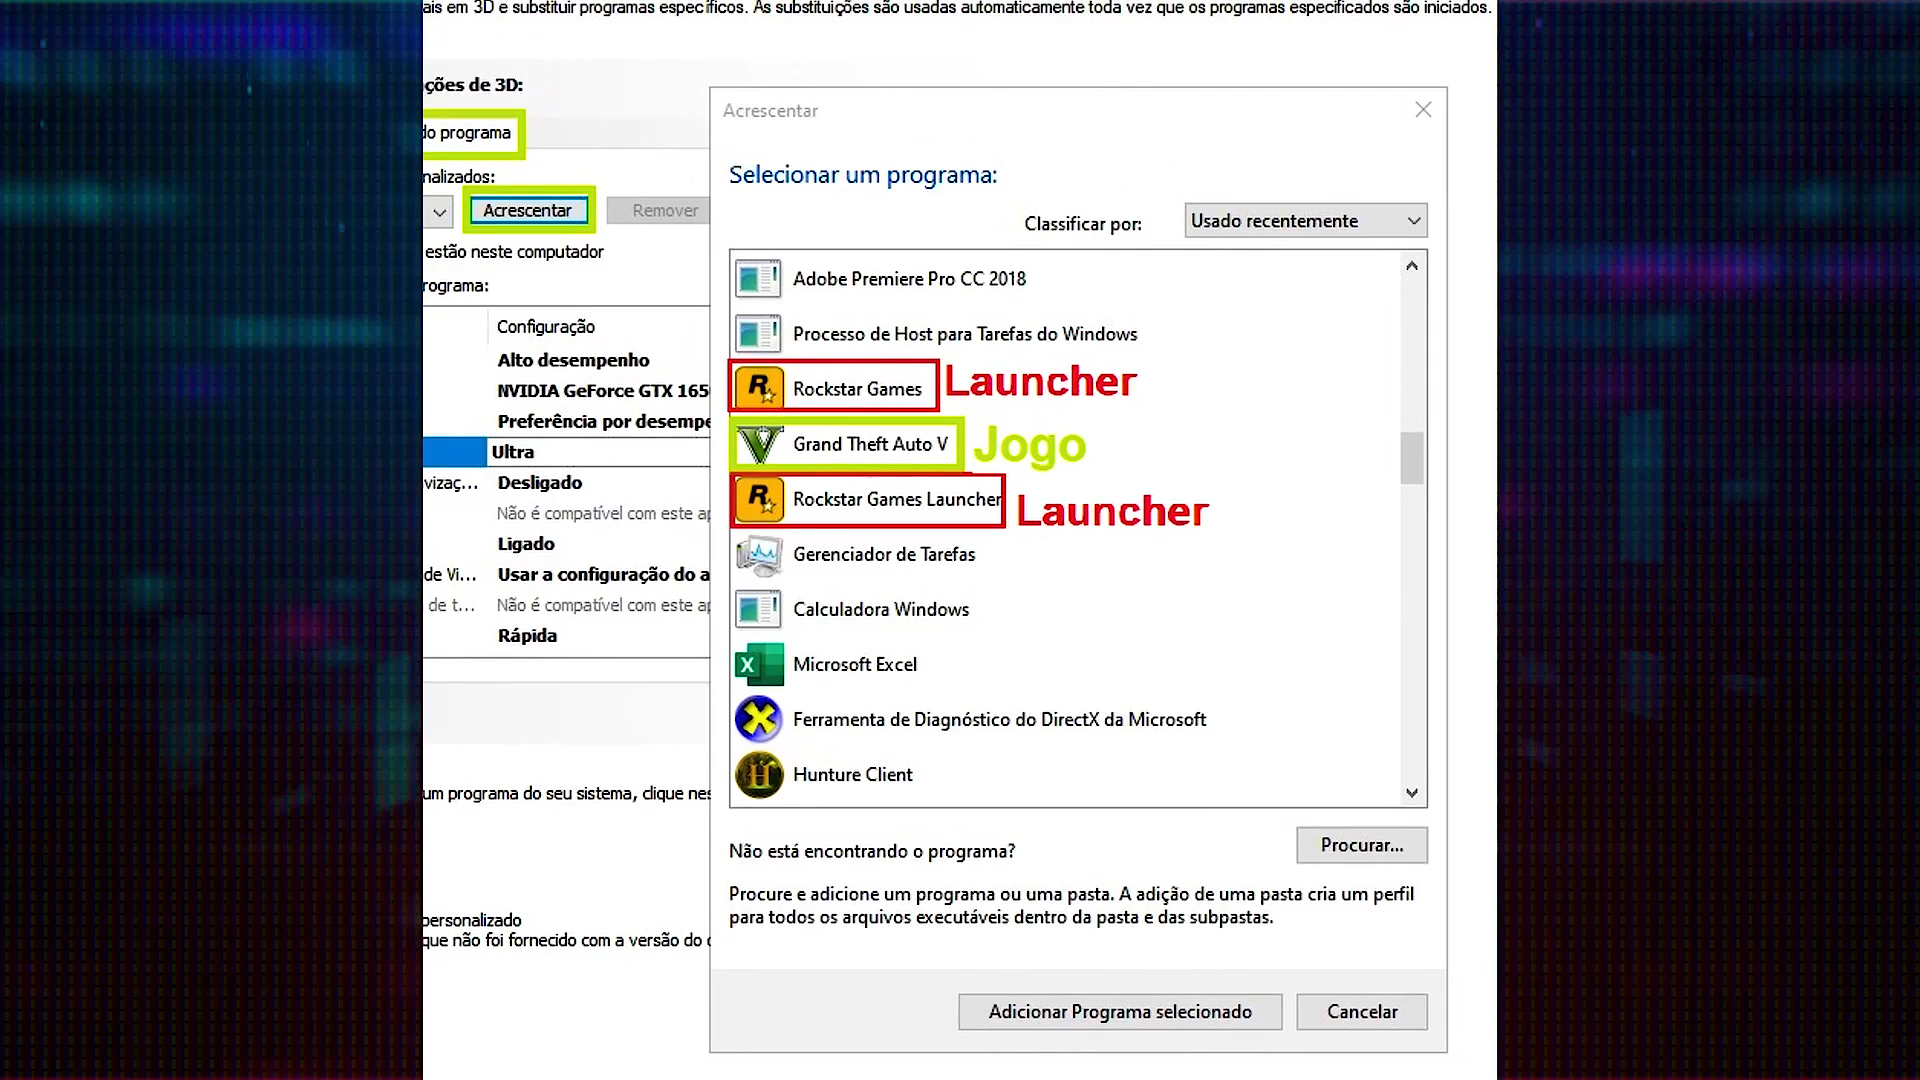 ais em 3D e substituir programas específicos. As substituições são usadas automaticamente toda vez que os programas especificados são iniciados.
ções de 3D:
do programa
nalizados:
Acrescentar
Remover
estão neste computador
rograma:
Configuração
Alto desempenho
NVIDIA GeForce GTX 165
Preferência por desempe
Ultra
vizaç...
Desligado
Não é compatível com este ap
Ligado
de Vi...
Usar a configuração do a
de t...
Não é compatível com este ap
Rápida
um programa do seu sistema, clique nes
personalizado
que não foi fornecido com a versão do d
Acrescentar
Selecionar um programa:
Classificar por:
Usado recentemente
Adobe Premiere Pro CC 2018
Processo de Host para Tarefas do Windows
Rockstar Games
Launcher
Grand Theft Auto V
Jogo
Rockstar Games Launcher
Launcher
Gerenciador de Tarefas
Calculadora Windows
Microsoft Excel
Ferramenta de Diagnóstico do DirectX da Microsoft
Hunture Client
Não está encontrando o programa?
Procurar...
Procure e adicione um programa ou uma pasta. A adição de uma pasta cria um perfil
para todos os arquivos executáveis dentro da pasta e das subpastas.
Adicionar Programa selecionado
Cancelar